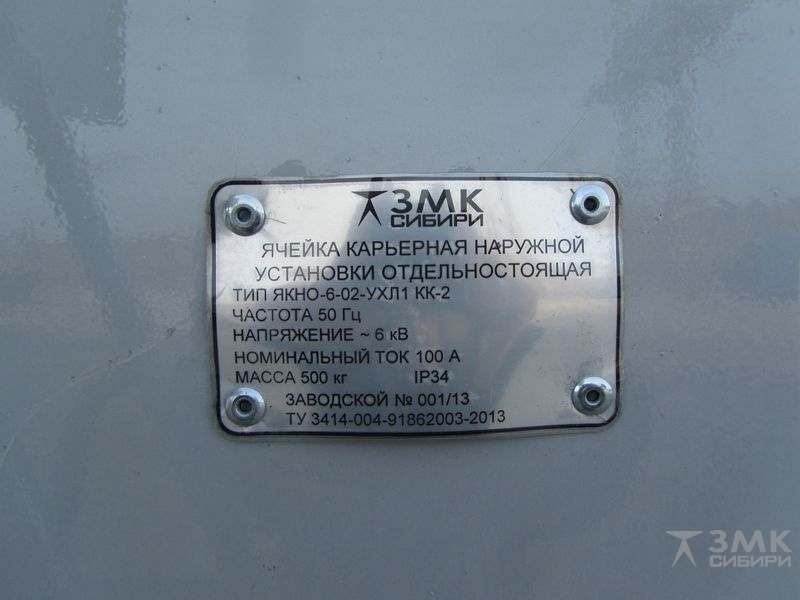 ЗМК
СИБИРИ
ЯЧЕЙКА КАРЬЕРНАЯ НАРУЖНОЙ
УСТАНОВКИ ОТДЕЛЬНОСТОЯЩАЯ
ТИП ЯКНО-6-02-УХЛ1 КК-2
ЧАСТОТА 50 Гц
НАПРЯЖЕНИЕ ~ 6 кВ
НОМИНАЛЬНЫЙ ТОК 100 А
МАССА 500 кг IP34
ЗАВОДСКОЙ № 001/13
ТУ 3414-004-91862003-2013
ЗМК
СИБИРИ